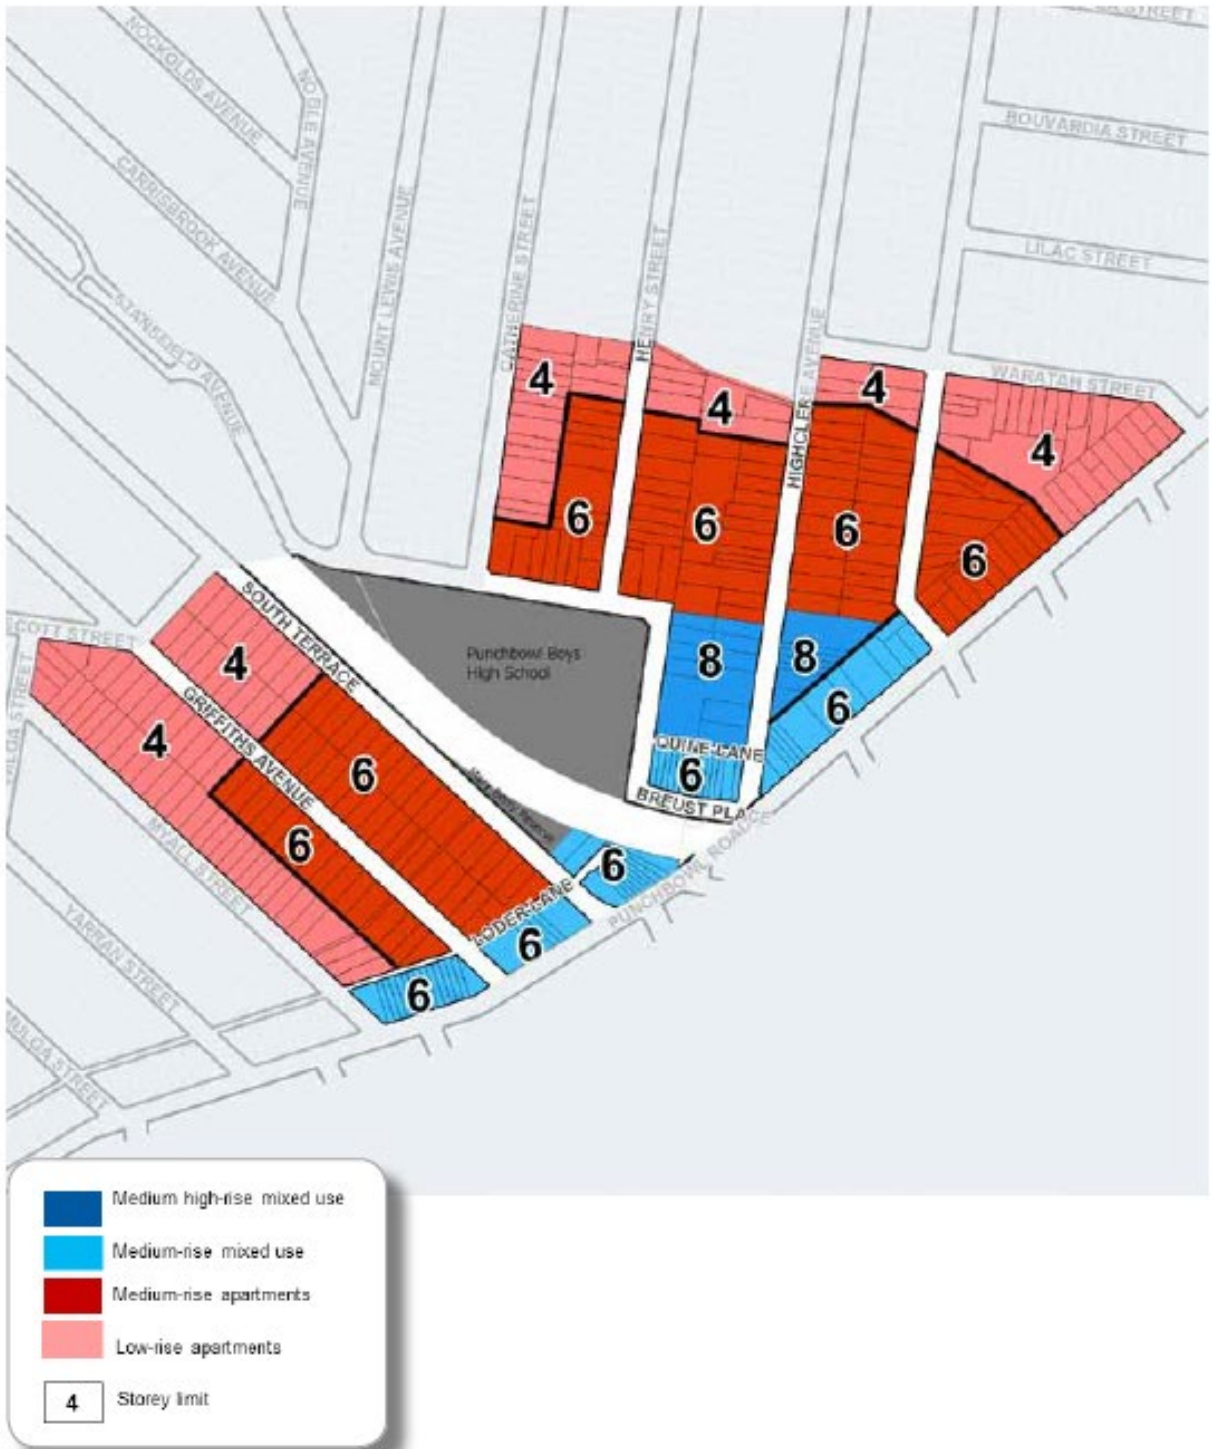 NOCKOLDS AVENUE
NOBLE AVENUE
BOUVARDIA STREET
CARRISBROOK AVENUE
MOUNT LEWIS AVENUE
CATHERINE STREET
HENRY STREET
LILAC STREET
STANSFIELD AVENUE
HIGHCLERE AVENUE
WARATAH STREET
4
4
4
4
6
6
6
6
SCOTT STREET
SOUTH TERRACE
Punchbowl Boys
High School
8
8
6
4
GRIFFITHS AVENUE
4
6
QUINE LANE
6
BREUST PLACE
6
MYALL STREET
PUNCHBOWL ROAD
6
LODER LANE
6
6
YARRAN STREET
MULGA STREET
Medium high-rise mixed use
Medium-rise mixed use
Medium-rise apartments
Low-rise apartments
4 Storey limit